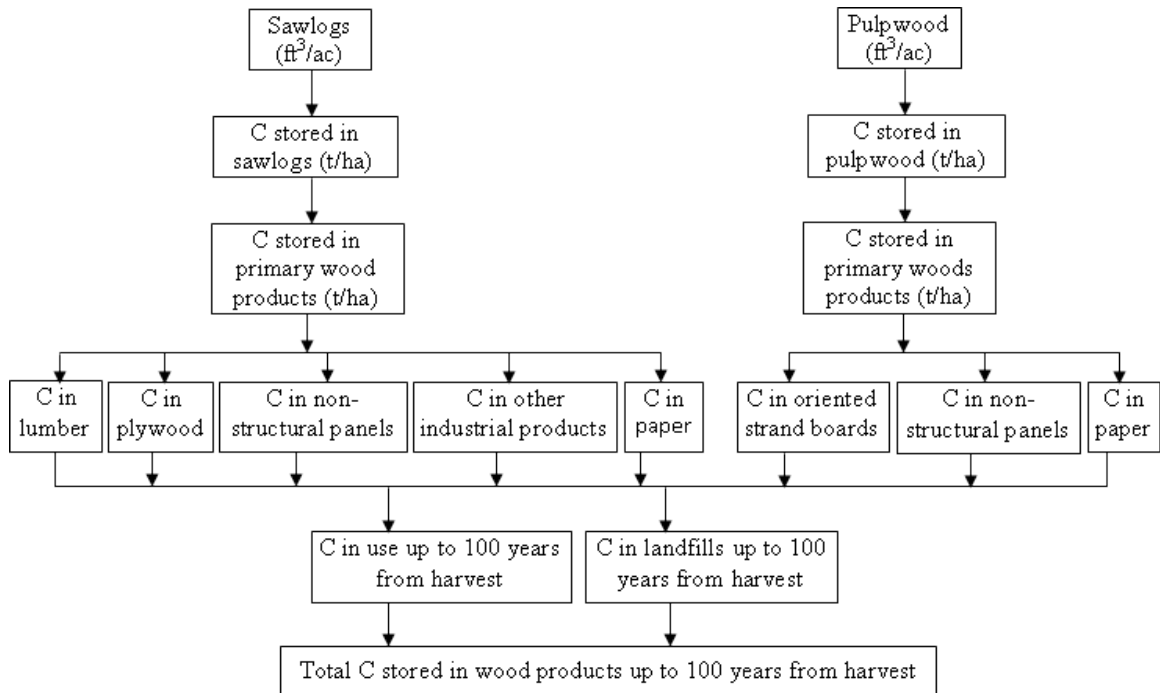 Sawlogs
(ft³/ac)
Pulpwood
(ft³/ac)
C stored in
sawlogs (t/ha)
C stored in
pulpwood (t/ha)
C stored in
primary wood
products (t/ha)
C stored in
primary woods
products (t/ha)
C in
lumber
C in
plywood
C in non-
structural panels
C in other
industrial products
C in
paper
C in oriented
strand boards
C in non-
structural panels
C in
paper
C in use up to 100 years
from harvest
C in landfills up to 100
years from harvest
Total C stored in wood products up to 100 years from harvest